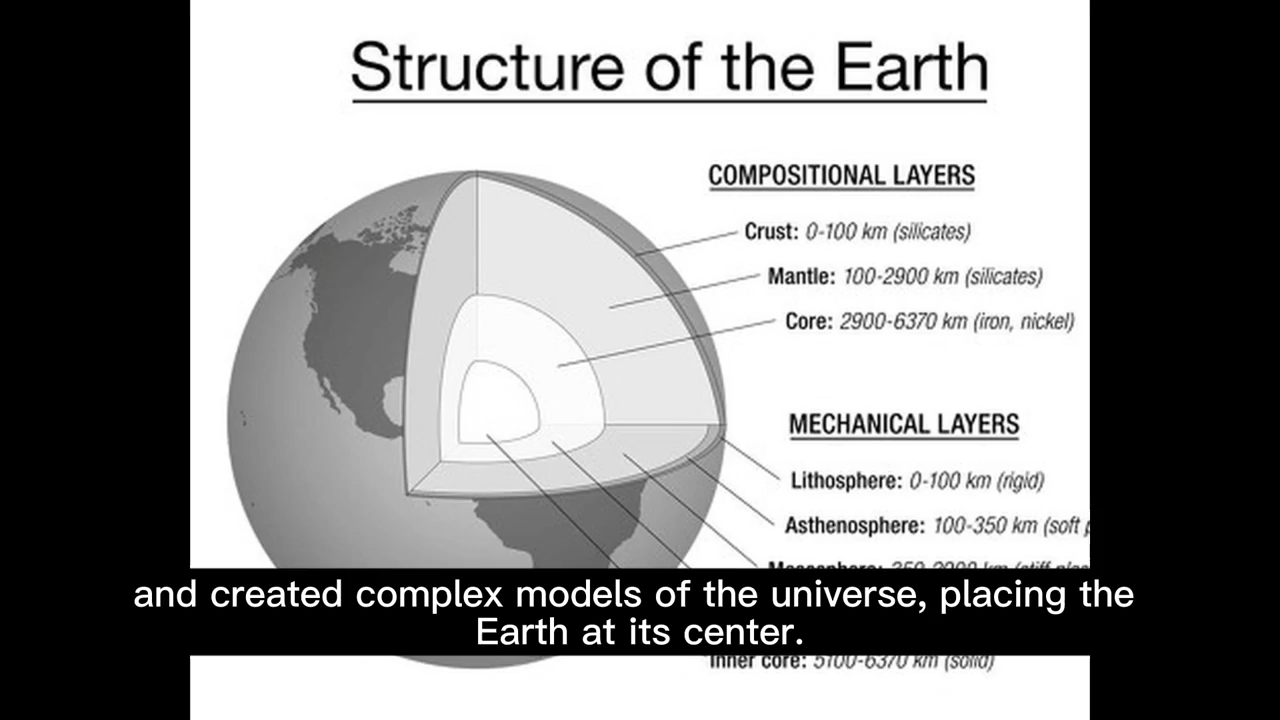 Structure of the Earth
COMPOSITIONAL LAYERS
Crust: 0-100 km (silicates)
Mantle: 100-2900 km (silicates)
Core: 2900-6370 km (iron, nickel)
MECHANICAL LAYERS
Lithosphere: 0-100 km (rigid)
Asthenosphere: 100-350 km (soft
and created complex models of the universe, placing the
Earth at its center.
Inner core: 5100-6370 km (solid)